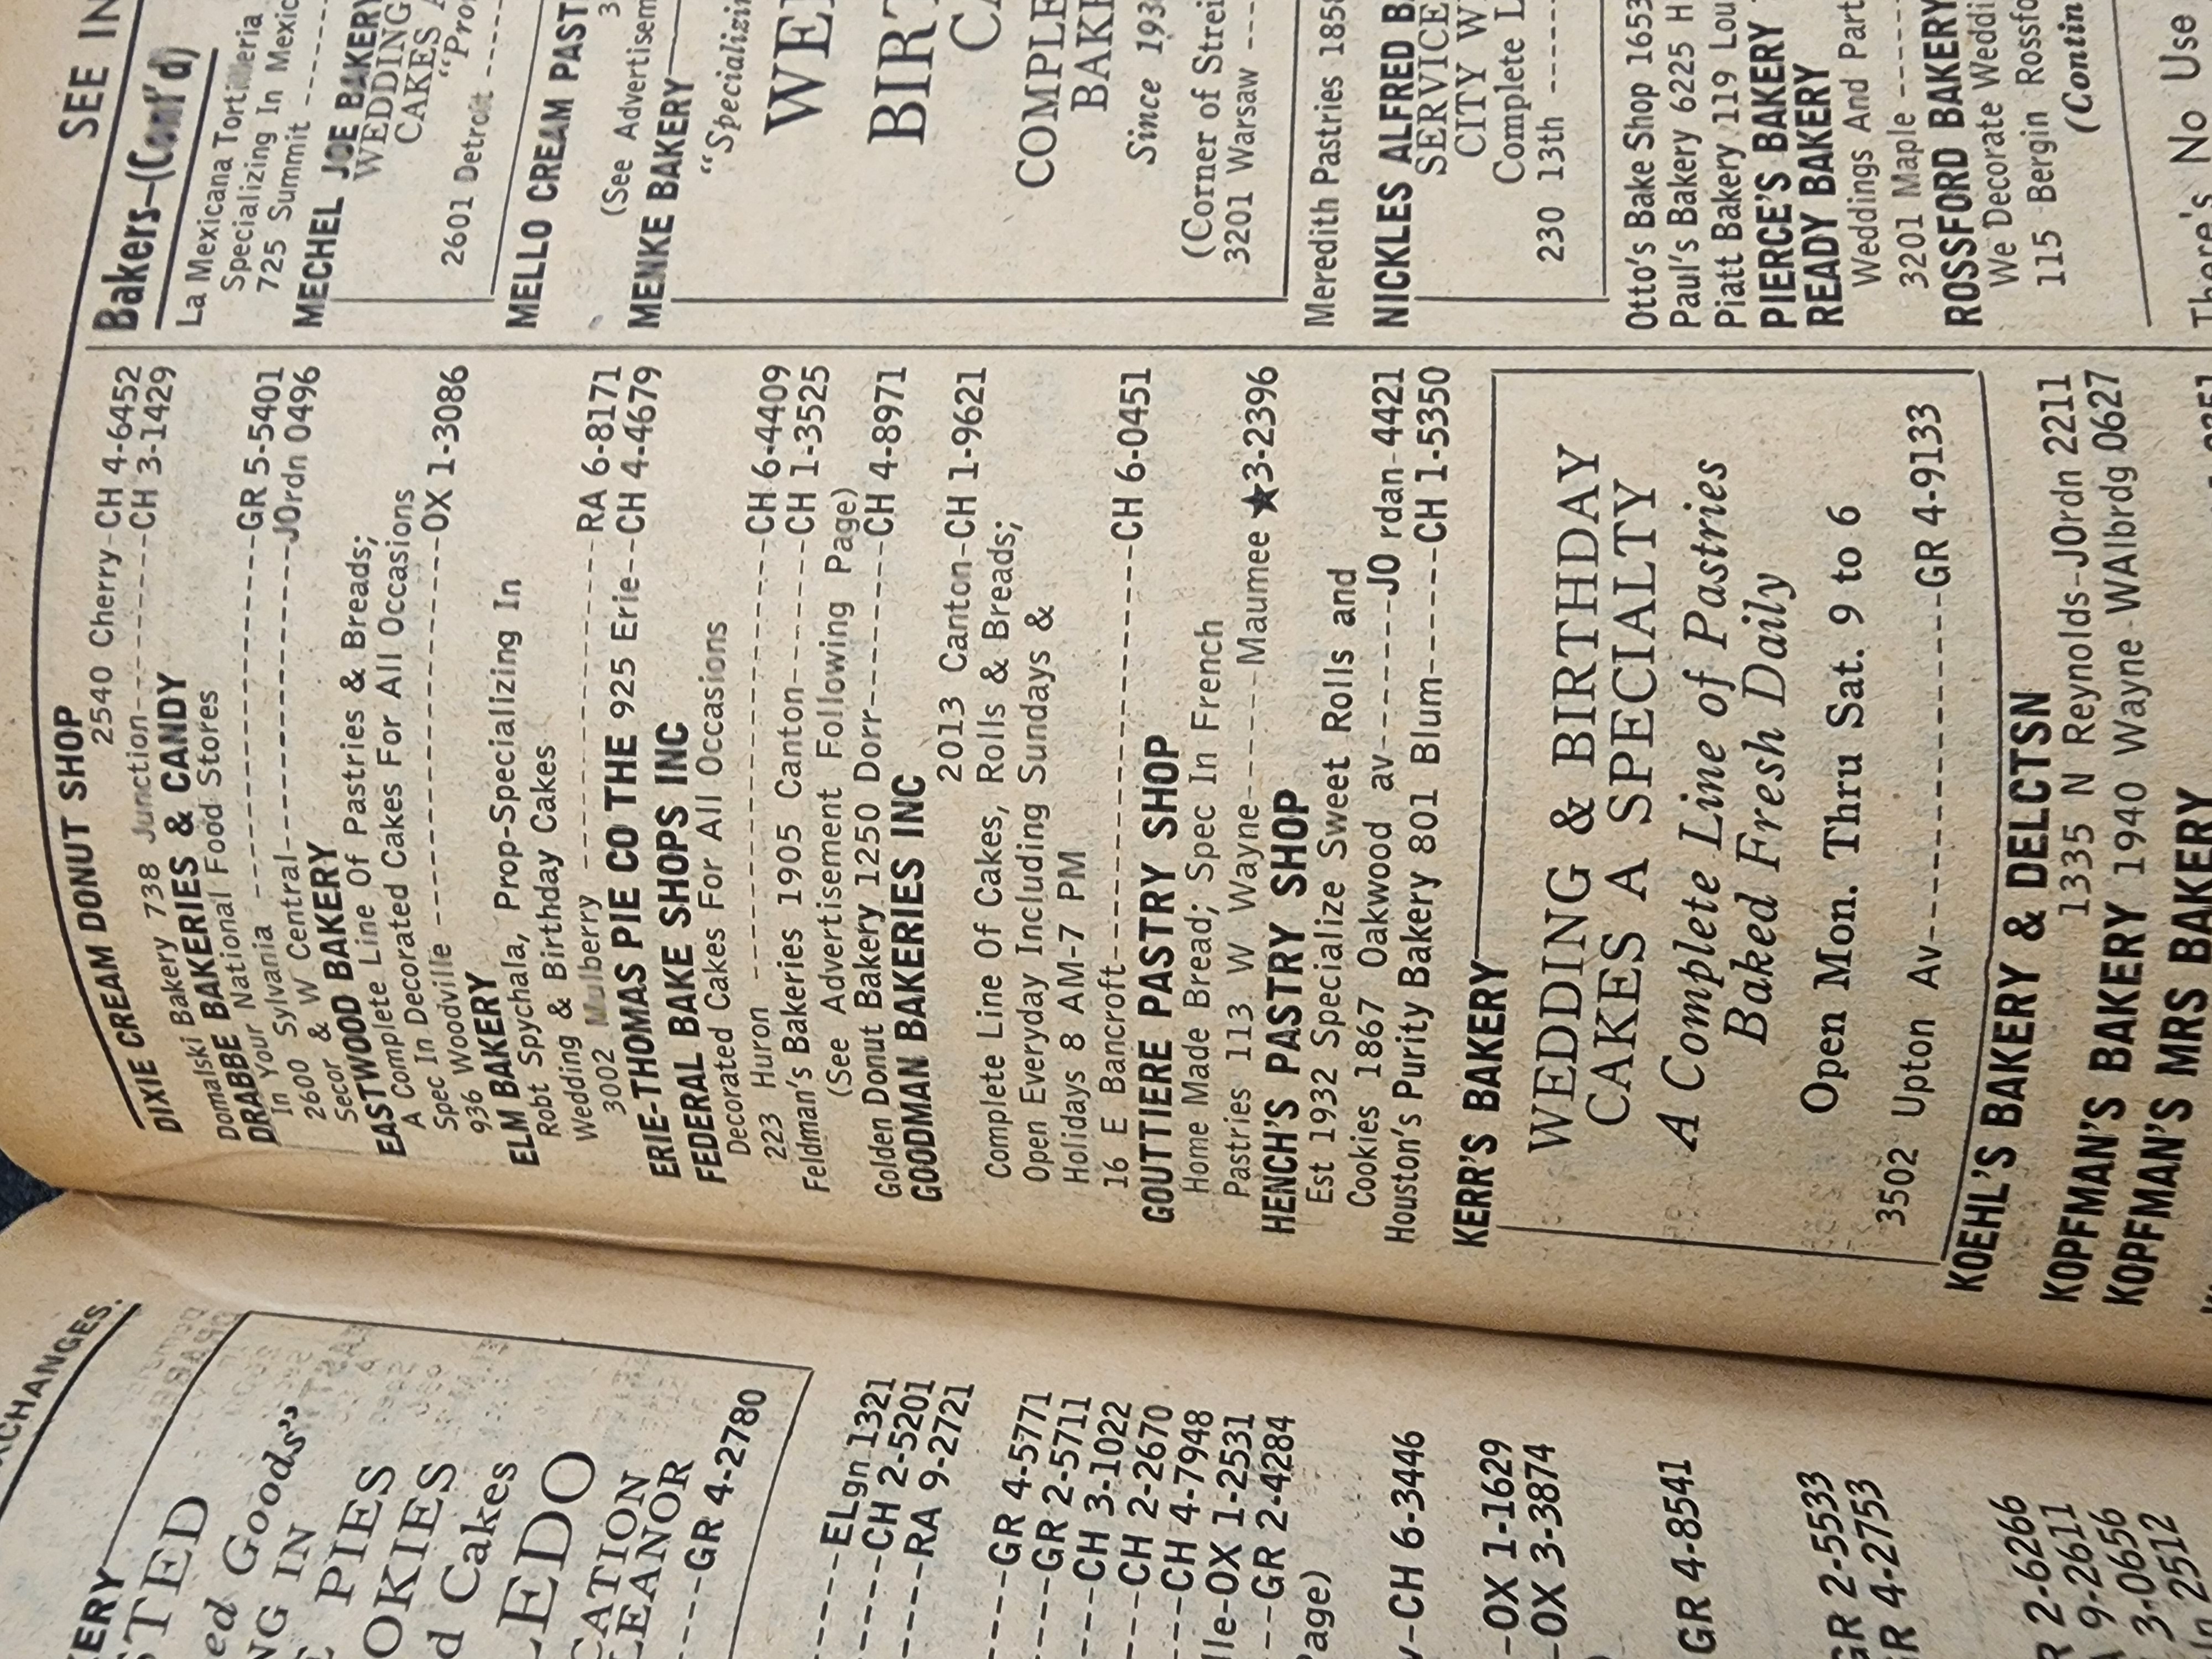 CHANGES.
ERY
STED
ed Goods"
NG IN
PIES
OKIES
d Cakes
LEDO
CATION
LEANOR
-----GR 4-2780
-----ELgn 1321
-----CH 2-5201
-----RA 9-2721
-----GR 4-5771
-----GR 2-5711
----CH 3-1022
----CH 2-2670
----CH 4-7948
lle-OX 1-2531
---GR 2-4284
Page)
-CH 6-3446
-OX 1-1629
-OX 3-3874
GR 4-8541
GR 2-5533
GR 4-2753
R 2-6266
9-2611
3-0656
2512
DIXIE CREAM DONUT SHOP
2540 Cherry-CH 4-6452
Domalski Bakery 738 Junction----------CH 3-1429
DRABBE BAKERIES & CANDY
In Your National Food Stores
2600 Sylvania ------------------GR 5-5401
Secor & W Central----------------JOrdn 0496
EASTWOOD BAKERY
A Complete Line Of Pastries & Breads;
Spec In Decorated Cakes For All Occasions
936 Woodville --------------------OX 1-3086
ELM BAKERY
Robt Spychala, Prop-Specializing In
Wedding & Birthday Cakes
3002 Mulberry ----------------RA 6-8171
ERIE-THOMAS PIE CO THE 925 Erie--CH 4-4679
FEDERAL BAKE SHOPS INC
Decorated Cakes For All Occasions
223 Huron ----------------------CH 6-4409
Feldman's Bakeries 1905 Canton-------CH 1-3525
(See Advertisement Following Page)
Golden Donut Bakery 1250 Dorr--------CH 4-8971
GOODMAN BAKERIES INC
2013 Canton-CH 1-9621
Complete Line Of Cakes, Rolls & Breads;
Open Everyday Including Sundays &
Holidays 8 AM-7 PM
16 E Bancroft----------------------CH 6-0451
GOUTTIERE PASTRY SHOP
Home Made Bread; Spec In French
Pastries 113 W Wayne------Maumee ★3-2396
HENCH'S PASTRY SHOP
Est 1932 Specialize Sweet Rolls and
Cookies 1867 Oakwood av-------JO rdan-4421
Houston's Purity Bakery 801 Blum------CH 1-5350
KERR'S BAKERY
WEDDING & BIRTHDAY
CAKES A SPECIALTY
A Complete Line of Pastries
Baked Fresh Daily
Open Mon. Thru Sat. 9 to 6
3502 Upton Av-----------------GR 4-9133
KOEHL'S BAKERY & DELCTSN
1335 N Reynolds-JOrdn 2211
KOPFMAN'S BAKERY 1940 Wayne-WAlbrdg 0627
KOPFMAN'S MRS BAKERY
SEE IN
Bakers-(Cont'd)
La Mexicana Tortilleria
Specializing In Mexic
725 Summit ------
MECHEL JOE BAKERY
WEDDING
CAKES
"Pro
2601 Detroit ------
MELLO CREAM PAST
(See Advertisem
MENKE BAKERY
"Specializin
WE
BIRT
CA
COMPLE
BAKE
Since 193
(Corner of Strei
3201 Warsaw ---
Meredith Pastries 185
NICKLES ALFRED BA
SERVICE
CITY W
Complete L
230 13th --------
Otto's Bake Shop 1653
Paul's Bakery 6225 H
Piatt Bakery 119 Lou
PIERCE'S BAKERY
READY BAKERY
Weddings And Part
3201 Maple ------
ROSSFORD BAKERY
We Decorate Weddi
115 Bergin Rossfo
(Contin
There's No Use